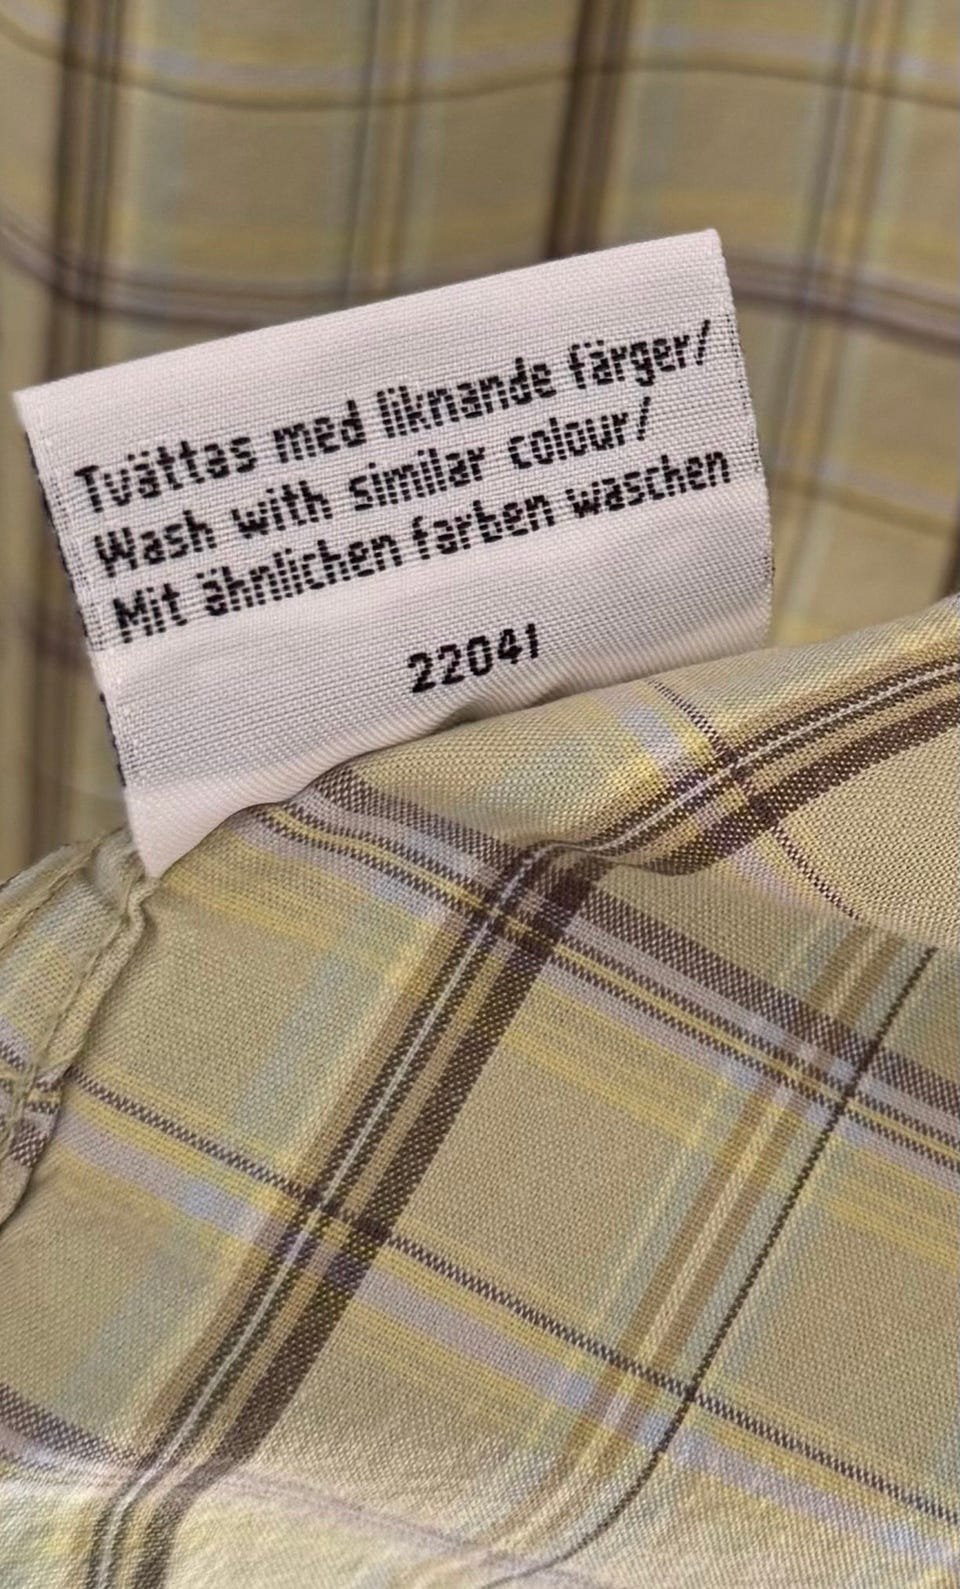 Tvättas med liknande färger/
Wash with similar colour/
Mit ähnlichen farben waschen
22041